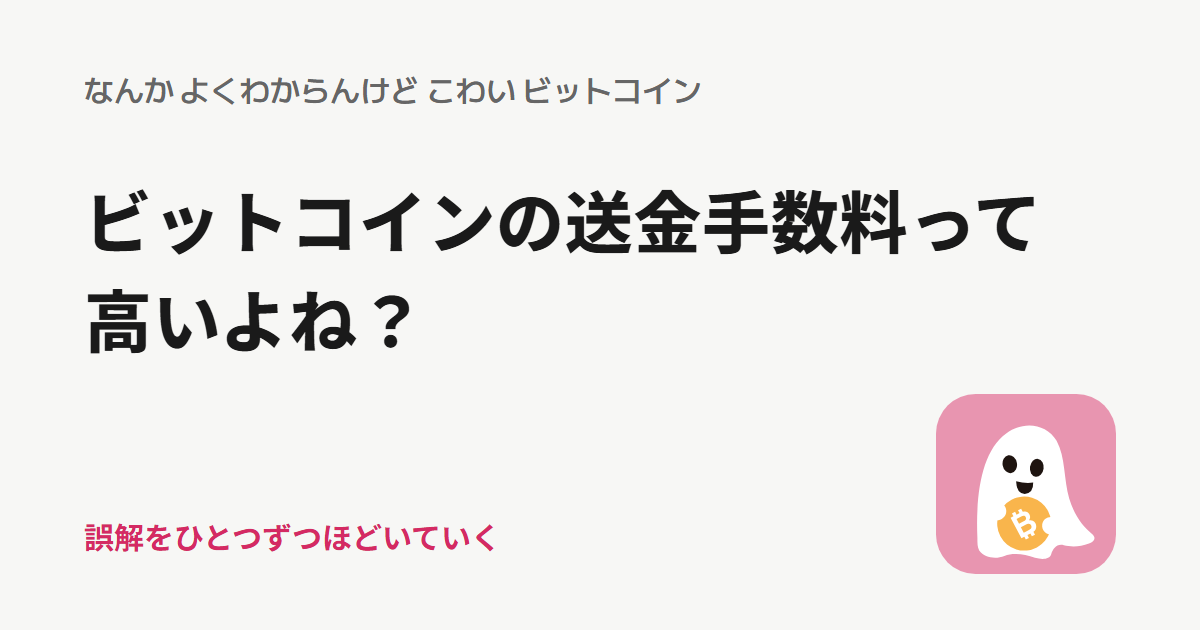 なんか よくわからんけど こわい ビットコイン
ビットコインの送金手数料って
高いよね？
誤解をひとつずつほどいていく